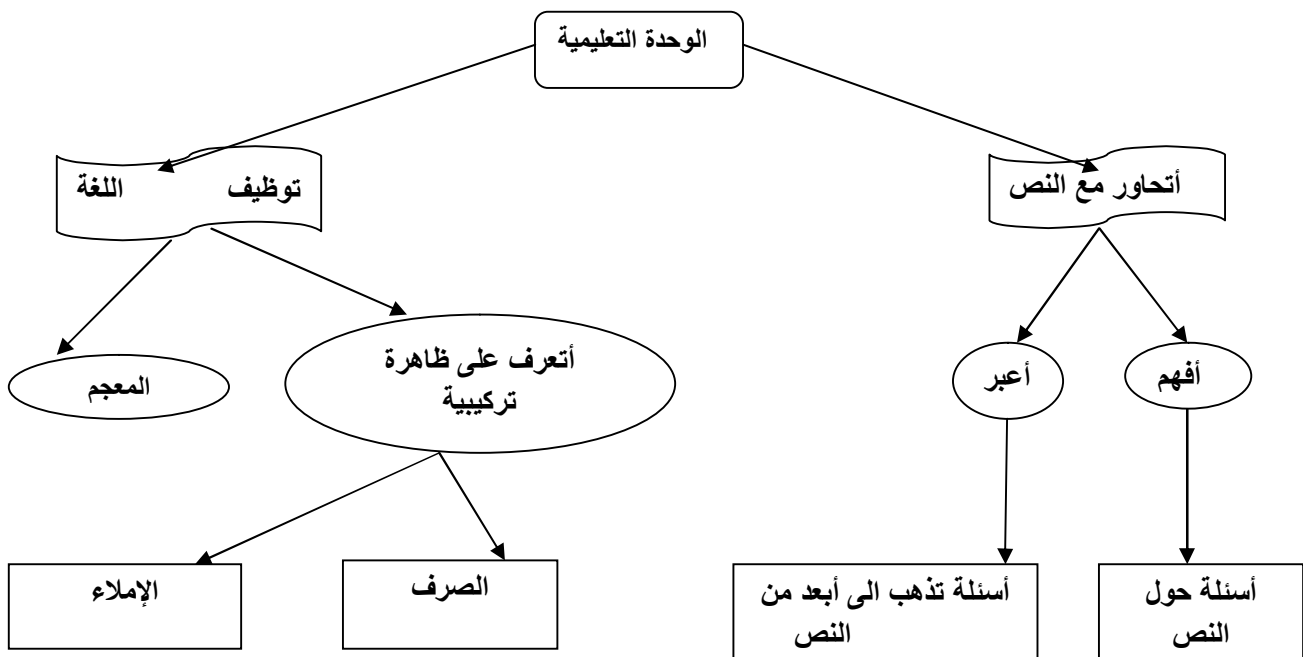 الوحدة التعليمية
أتحاور مع النص
توظيف اللغة
أفهم
أعبر
أتعرف على ظاهرة
تركيبية
المعجم
أسئلة حول
النص
أسئلة تذهب الى أبعد من
النص
الصرف
الإملاء